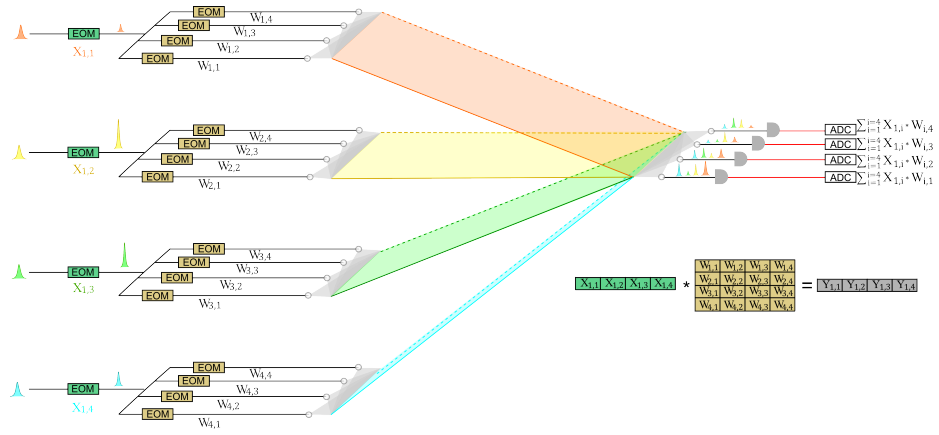 EOM
W1,4
EOM
W1,3
EOM
EOM
X1,1
W1,2
EOM
W1,1
EOM
W2,4
EOM
W2,3
EOM
EOM
X1,2
W2,2
EOM
W2,1
EOM
W3,4
EOM
W3,3
EOM
EOM
X1,3
W3,2
EOM
W3,1
EOM
W4,4
EOM
W4,3
EOM
EOM
X1,4
W4,2
EOM
W4,1
ADC ∑ i=4 i=1 X1,i * Wi,4
ADC ∑ i=4 i=1 X1,i * Wi,3
ADC ∑ i=4 i=1 X1,i * Wi,2
ADC ∑ i=4 i=1 X1,i * Wi,1
W1,1 W1,2 W1,3 W1,4
W2,1 W2,2 W2,3 W2,4
X1,1 X1,2 X1,3 X1,4 * = Y1,1 Y1,2 Y1,3 Y1,4
W3,1 W3,2 W3,3 W3,4
W4,1 W4,2 W4,3 W4,4